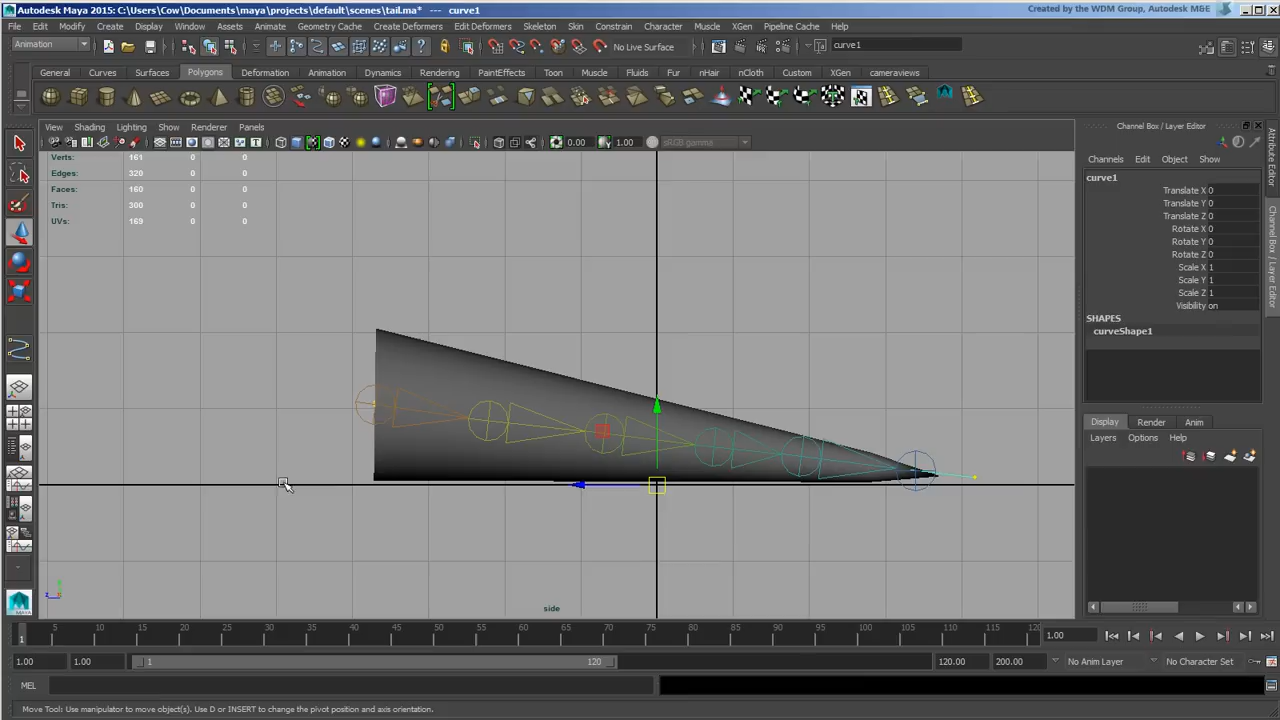 Autodesk Maya 2015: C:\Users\Cow\Documents\maya\projects\default\scenes\tail.ma* --- curve1
Created by the WDM Group, Autodesk M&E
File Edit Modify Create Display Window Assets Animate Geometry Cache Create Deformers Edit Deformers Skeleton Skin Constrain Character Muscle XGen Pipeline Cache Help
Animation
No Live Surface
curve1
General Curves Surfaces Polygons Deformation Animation Dynamics Rendering PaintEffects Toon Muscle Fluids Fur nHair nCloth Custom XGen cameraviews
View Shading Lighting Show Renderer Panels
0.00 1.00 sRGB gamma
Verts: 161 0 0
Edges: 320 0 0
Faces: 160 0 0
Tris: 300 0 0
UVs: 169 0 0
side
Channel Box / Layer Editor
Channels Edit Object Show
curve1
Translate X 0
Translate Y 0
Translate Z 0
Rotate X 0
Rotate Y 0
Rotate Z 0
Scale X 1
Scale Y 1
Scale Z 1
Visibility on
SHAPES
curveShape1
Display Render Anim
Layers Options Help
Attribute Editor
Channel Box / Layer Editor
1 5 10 15 20 25 30 35 40 45 50 55 60 65 70 75 80 85 90 95 100 105 110 115 120
1.00
1.00 1.00 1 120 120.00 200.00 No Anim Layer No Character Set
MEL
Move Tool: Use manipulator to move object(s). Use D or INSERT to change the pivot position and axis orientation.